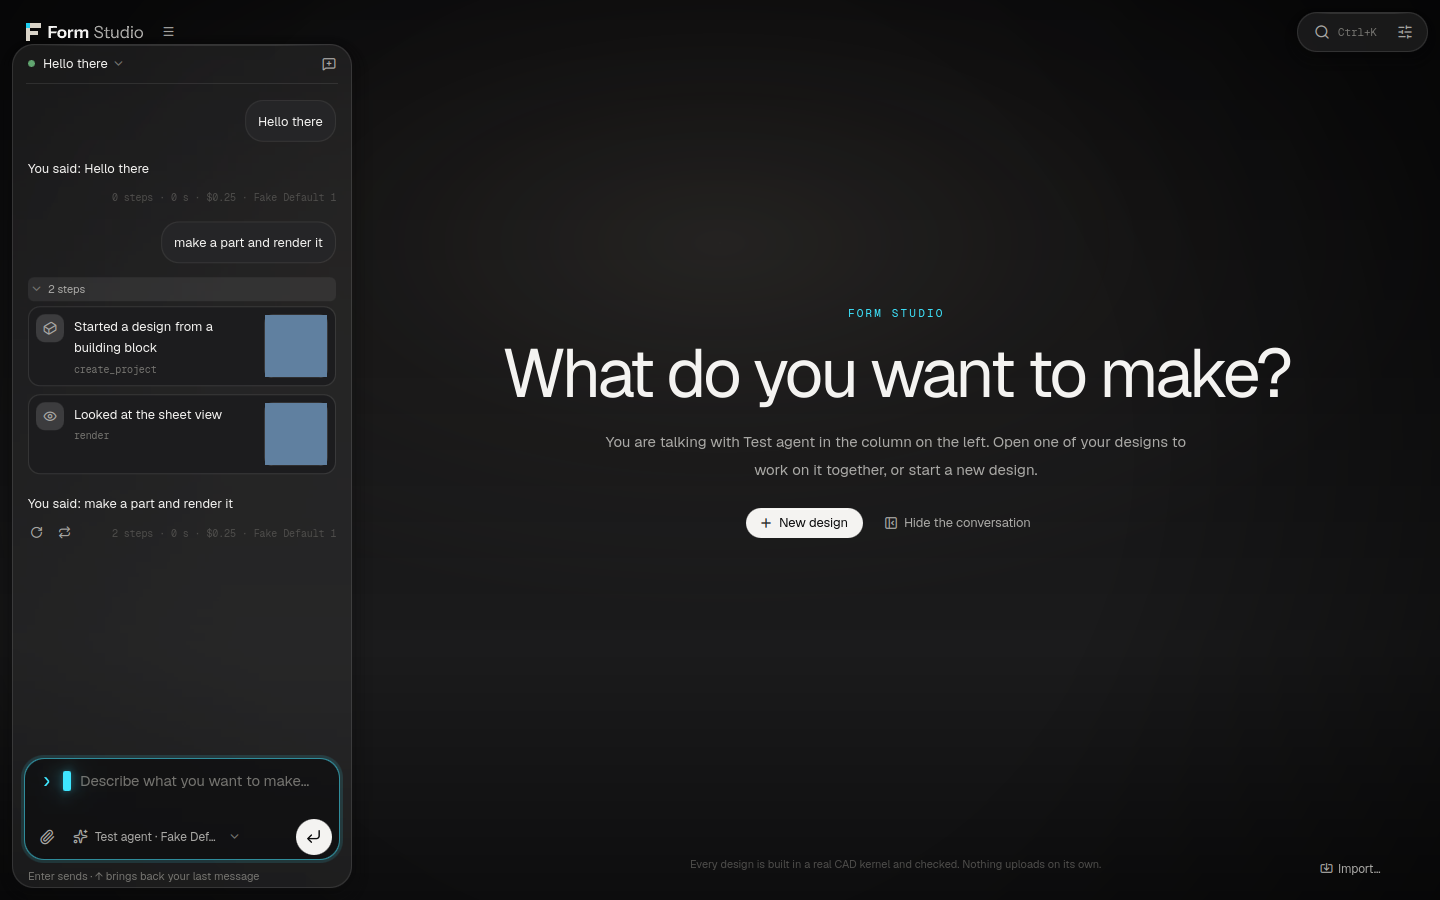 Form Studio
Ctrl+K
Hello there
Hello there
You said: Hello there
0 steps · 0 s · $0.25 · Fake Default 1
make a part and render it
2 steps
Started a design from a
building block
create_project
Looked at the sheet view
render
You said: make a part and render it
2 steps · 0 s · $0.25 · Fake Default 1
Describe what you want to make…
Test agent · Fake Def…
Enter sends · ↑ brings back your last message
FORM STUDIO
What do you want to make?
You are talking with Test agent in the column on the left. Open one of your designs to
work on it together, or start a new design.
New design
Hide the conversation
Every design is built in a real CAD kernel and checked. Nothing uploads on its own.
Import…